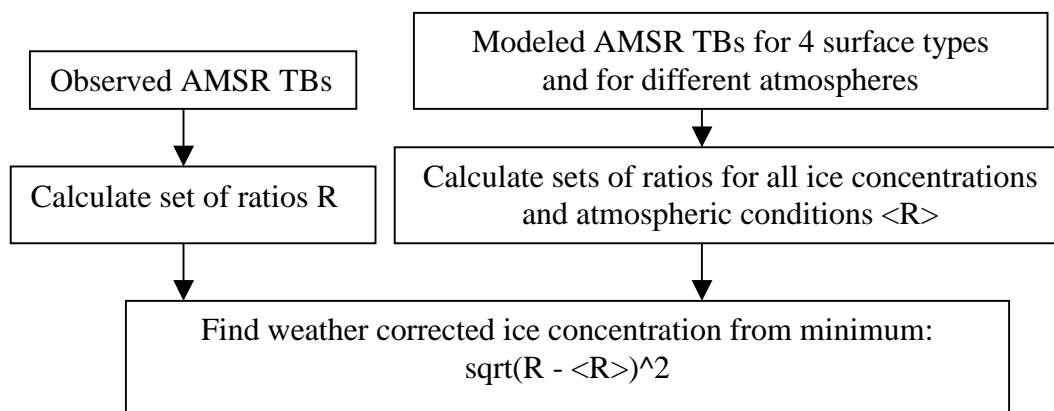 Observed AMSR TBs
Modeled AMSR TBs for 4 surface types
and for different atmospheres
Calculate set of ratios R
Calculate sets of ratios for all ice concentrations
and atmospheric conditions <R>
Find weather corrected ice concentration from minimum:
sqrt(R - <R>)^2